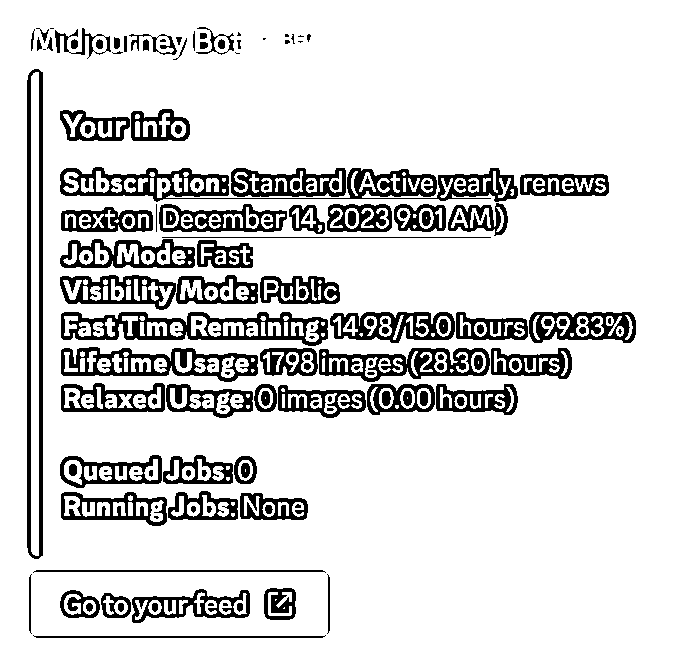 Midjourney Bot
Your info
Subscription: Standard (Active yearly, renews
next on December 14, 2023 9:01 AM)
Job Mode: Fast
Visibility Mode: Public
Fast Time Remaining: 14.98/15.0 hours (99.83%)
Lifetime Usage: 1798 images (28.30 hours)
Relaxed Usage: 0 images (0.00 hours)
Queued Jobs: 0
Running Jobs: None
Go to your feed